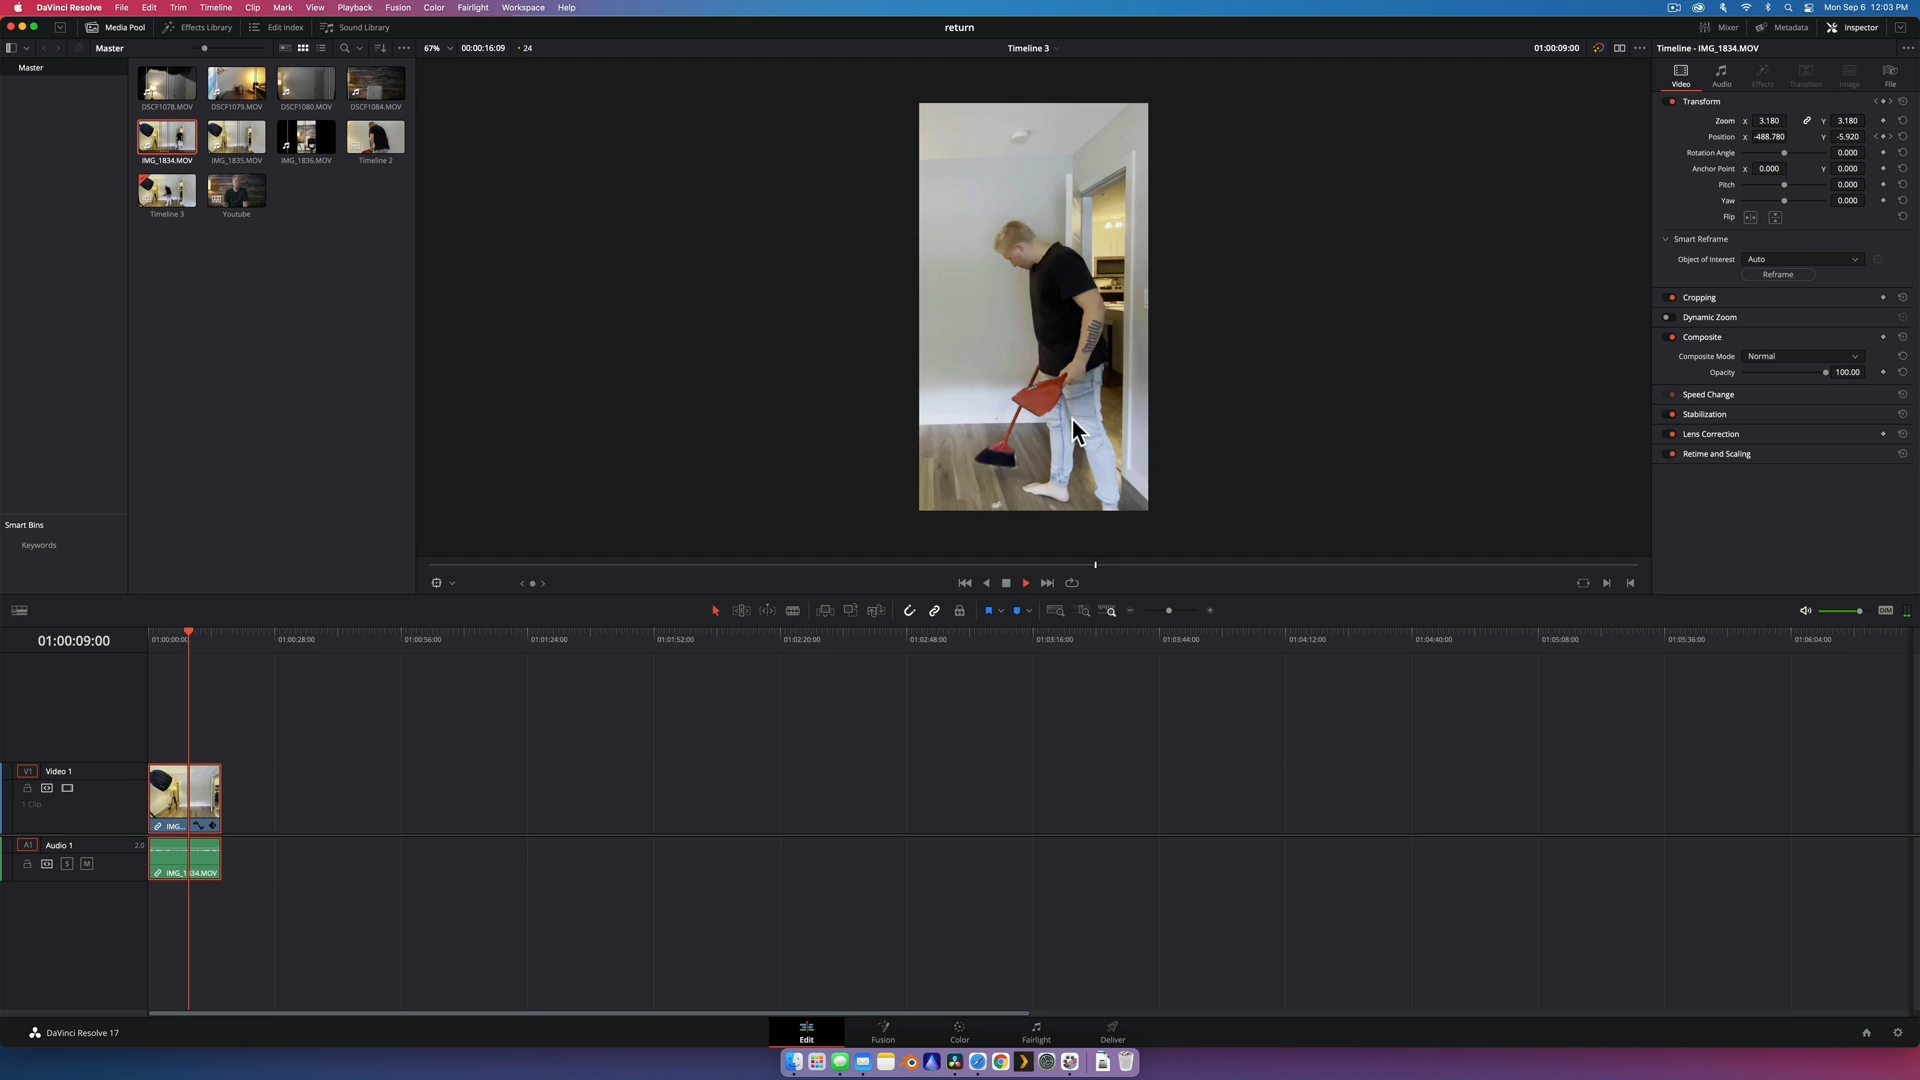 DaVinci Resolve File Edit Trim Timeline Clip Mark View Playback Fusion Color Fairlight Workspace Help Mon Sep 6 12:03 PM
Media Pool Effects Library Edit Index Sound Library return Mixer Metadata Inspector
Master 67% 00:00:16:09 24 Timeline 3 01:00:09:00 Timeline - IMG_1834.MOV
Master
DSCF1078.MOV DSCF1079.MOV DSCF1080.MOV DSCF1084.MOV
IMG_1834.MOV IMG_1835.MOV IMG_1836.MOV Timeline 2
Timeline 3 Youtube
Video Audio Effects Transition Image File
Transform
Zoom X 3.180 Y 3.180
Position X -488.780 Y -5.920
Rotation Angle 0.000
Anchor Point X 0.000 Y 0.000
Pitch 0.000
Yaw 0.000
Flip
Smart Reframe
Object of Interest Auto
Reframe
Cropping
Dynamic Zoom
Composite
Composite Mode Normal
Opacity 100.00
Speed Change
Stabilization
Lens Correction
Retime and Scaling
Smart Bins
Keywords
DIM
01:00:09:00 01:00:00:00 01:00:28:00 01:00:56:00 01:01:24:00 01:01:52:00 01:02:20:00 01:02:48:00 01:03:16:00 01:03:44:00 01:04:12:00 01:04:40:00 01:05:08:00 01:05:36:00 01:06:04:00
V1 Video 1
1 Clip
IMG...
A1 Audio 1 2.0
S M
IMG_1834.MOV
DaVinci Resolve 17
Edit Fusion Color Fairlight Deliver